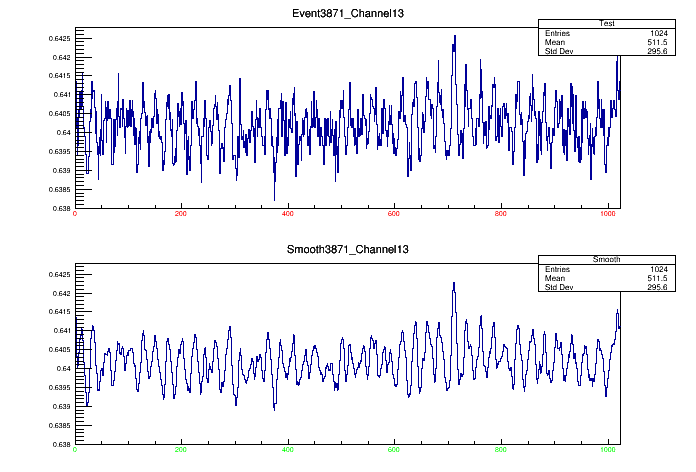 Event3871_Channel13
Test
Entries 1024
Mean 511.5
Std Dev 295.6
0.6425
0.642
0.6415
0.641
0.6405
0.64
0.6395
0.639
0.6385
0.638
0 200 400 600 800 1000
Smooth3871_Channel13
Smooth
Entries 1024
Mean 511.5
Std Dev 295.6
0.6425
0.642
0.6415
0.641
0.6405
0.64
0.6395
0.639
0.6385
0.638
0 200 400 600 800 1000